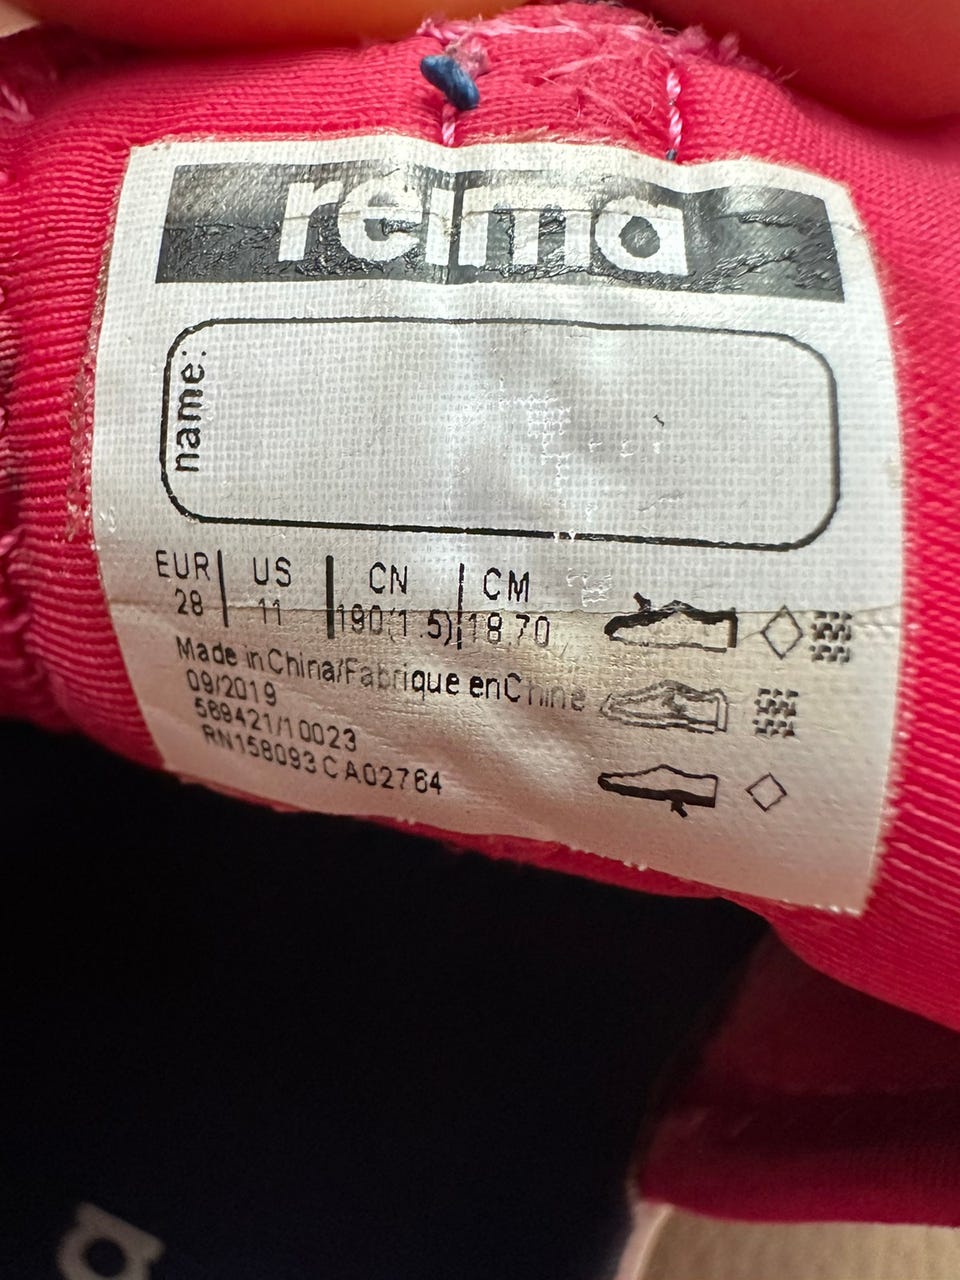 reima
name:
EUR US CN CM
28 11 190(1.5) 18.70
Made in China/Fabrique en Chine
09/2019
569421/10023
RN158093 CA02764
a